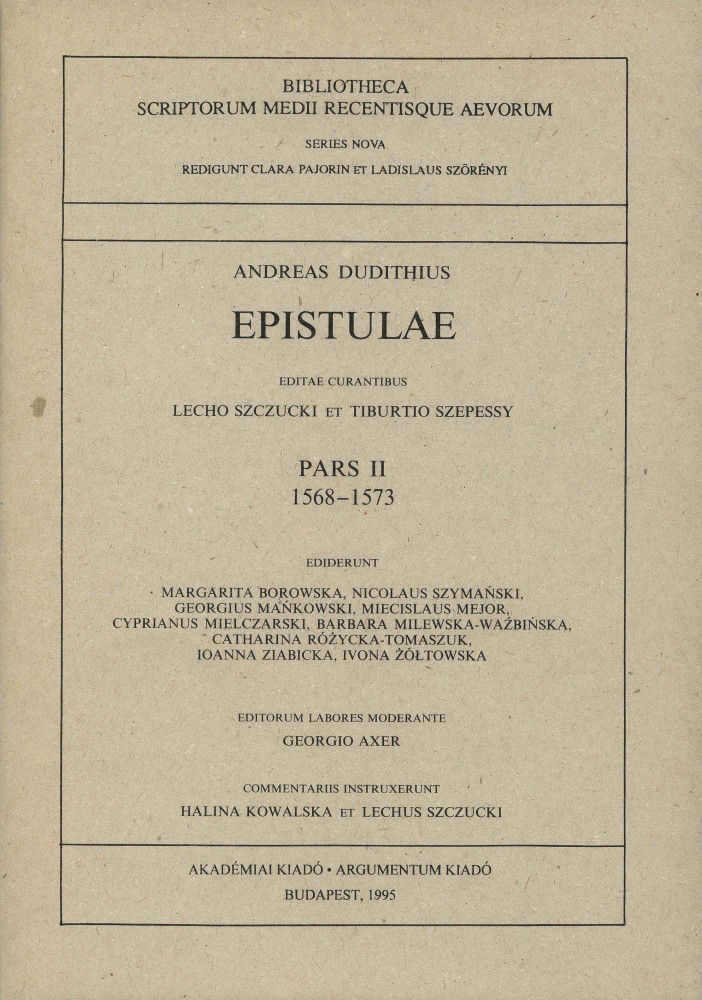 BIBLIOTHECA
SCRIPTORUM MEDII RECENTISQUE AEVORUM
SERIES NOVA
REDIGUNT CLARA PAJORIN ET LADISLAUS SZÖRÉNYI
ANDREAS DUDITHIUS
EPISTULAE
EDITAE CURANTIBUS
LECHO SZCZUCKI ET TIBURTIO SZEPESSY
PARS II
1568–1573
EDIDERUNT
MARGARITA BOROWSKA, NICOLAUS SZYMAŃSKI,
GEORGIUS MAŃKOWSKI, MIECISLAUS MEJOR,
CYPRIANUS MIELCZARSKI, BARBARA MILEWSKA-WAŹBIŃSKA,
CATHARINA RÓŻYCKA-TOMASZUK,
IOANNA ZIABICKA, IVONA ŻÓŁTOWSKA
EDITORUM LABORES MODERANTE
GEORGIO AXER
COMMENTARIIS INSTRUXERUNT
HALINA KOWALSKA ET LECHUS SZCZUCKI
AKADÉMIAI KIADÓ • ARGUMENTUM KIADÓ
BUDAPEST, 1995